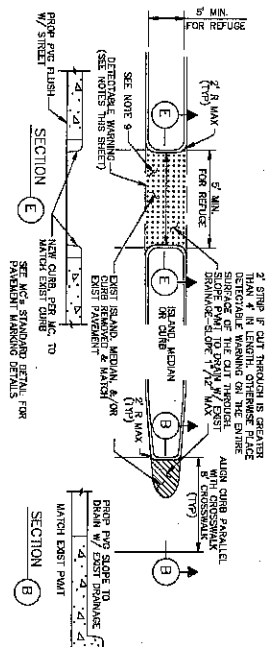 5' MIN.
FOR REFUGE
2' R MAX
(TYP)
E
SEE NOTE 9
DETECTABLE WARNING
(SEE NOTES THIS SHEET)
5' MIN.
FOR REFUGE
2' STRIP IF CUT THROUGH IS GREATER
THAN 4' IN LENGTH. OTHERWISE PLACE
DETECTABLE WARNING ON THE ENTIRE
SURFACE OF THE CUT THROUGH.
SLOPE PVMT TO DRAIN W/ EXIST
DRAINAGE-SLOPE 1"/12" MAX
E
ISLAND, MEDIAN
OR CURB
EXIST ISLAND, MEDIAN, &/OR
CURB REMOVED & MATCH
EXIST PAVEMENT
2' R MAX
(TYP)
B
ALIGN CURB PARALLEL
WITH CROSSWALK
8' CROSSWALK
(TYP)
B
PROP PVG FLUSH
W/ STREET
NEW CURB, PER MC, TO
MATCH EXIST CURB
SECTION
E
SEE MC's STANDARD DETAIL FOR
PAVEMENT MARKING DETAILS
PROP PVG SLOPE TO
DRAIN W/ EXIST DRAINAGE
MATCH EXIST PVMT
SECTION
B